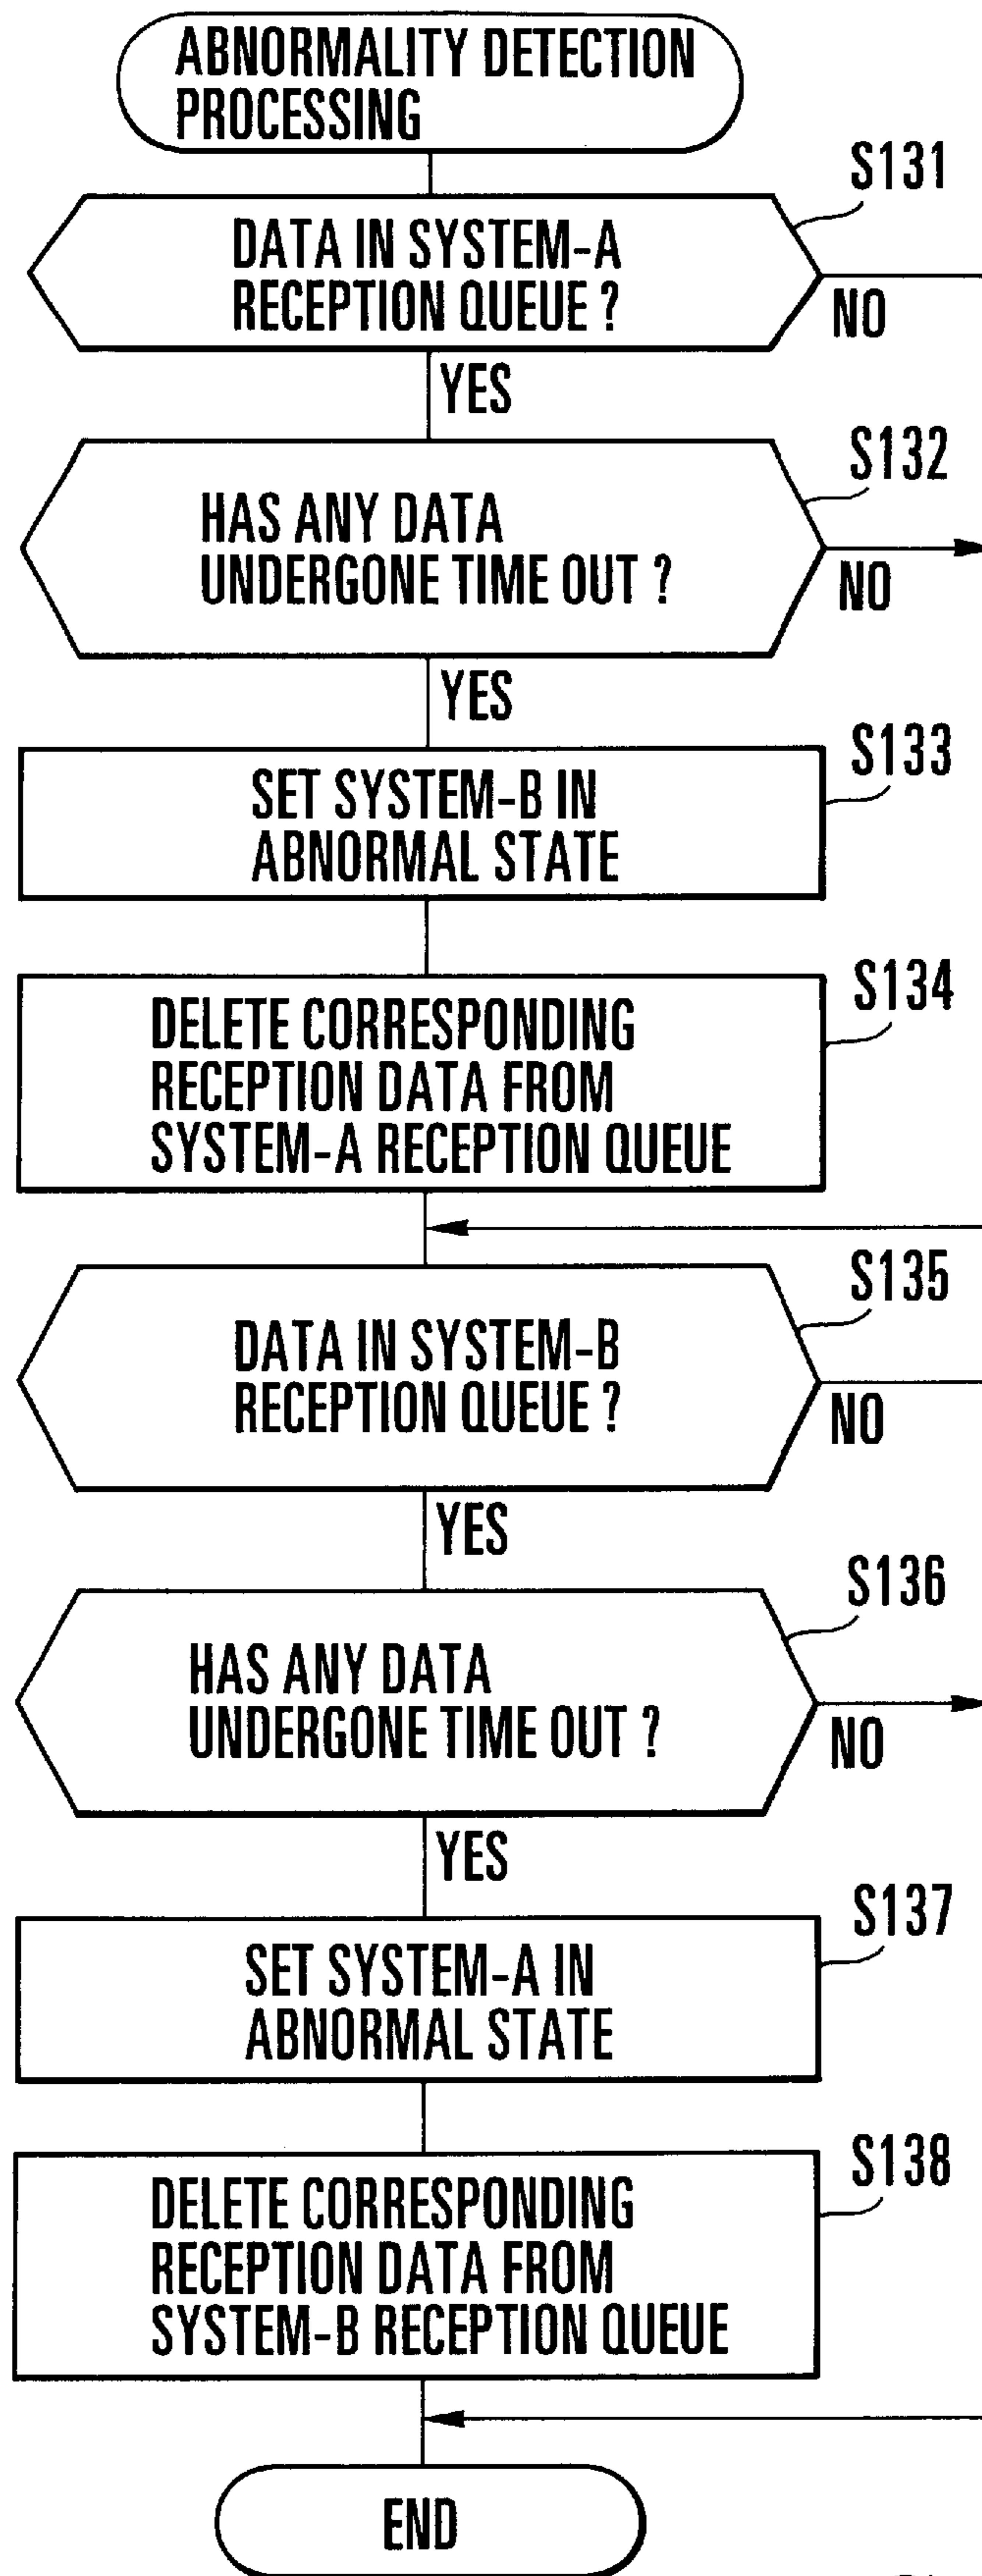 ABNORMALITY DETECTION
PROCESSING
S131
DATA IN SYSTEM-A
RECEPTION QUEUE ?
NO
YES
S132
HAS ANY DATA
UNDERGONE TIME OUT ?
NO
YES
S133
SET SYSTEM-B IN
ABNORMAL STATE
S134
DELETE CORRESPONDING
RECEPTION DATA FROM
SYSTEM-A RECEPTION QUEUE
S135
DATA IN SYSTEM-B
RECEPTION QUEUE ?
NO
YES
S136
HAS ANY DATA
UNDERGONE TIME OUT ?
NO
YES
S137
SET SYSTEM-A IN
ABNORMAL STATE
S138
DELETE CORRESPONDING
RECEPTION DATA FROM
SYSTEM-B RECEPTION QUEUE
END